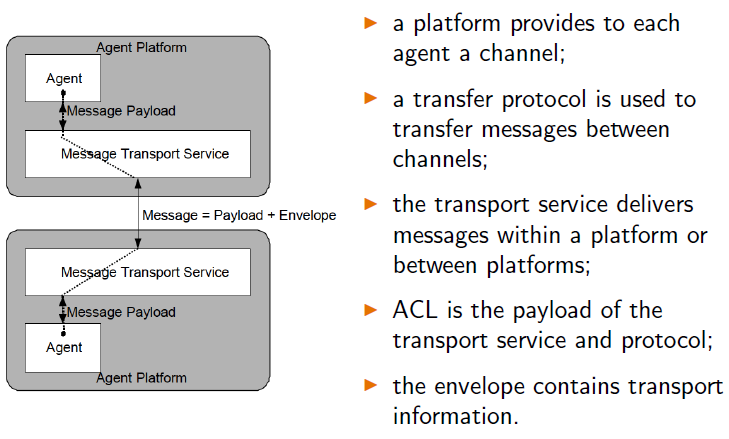 Agent Platform
Agent
Message Payload
Message Transport Service
Message = Payload + Envelope
Message Transport Service
Message Payload
Agent
Agent Platform
a platform provides to each
agent a channel;
a transfer protocol is used to
transfer messages between
channels;
the transport service delivers
messages within a platform or
between platforms;
ACL is the payload of the
transport service and protocol;
the envelope contains transport
information.